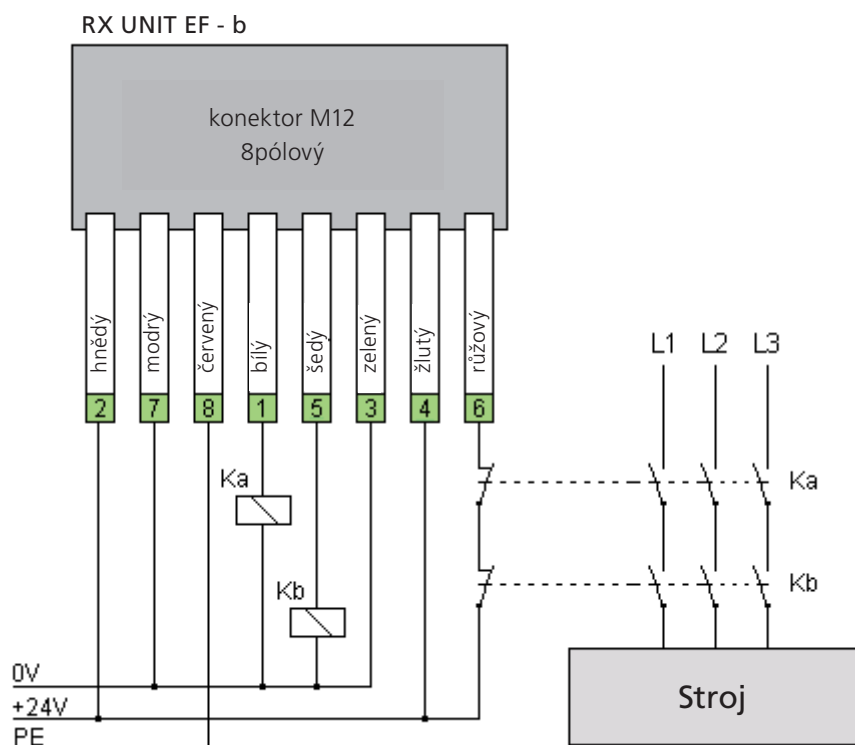 RX UNIT EF - b
konektor M12
8pólový
hnědý
modrý
červený
bílý
šedý
zelený
žlutý
růžový
2 7 8 1 5 3 4 6
L1 L2 L3
Ka
Ka
Kb
Kb
0V
+24V
PE
Stroj